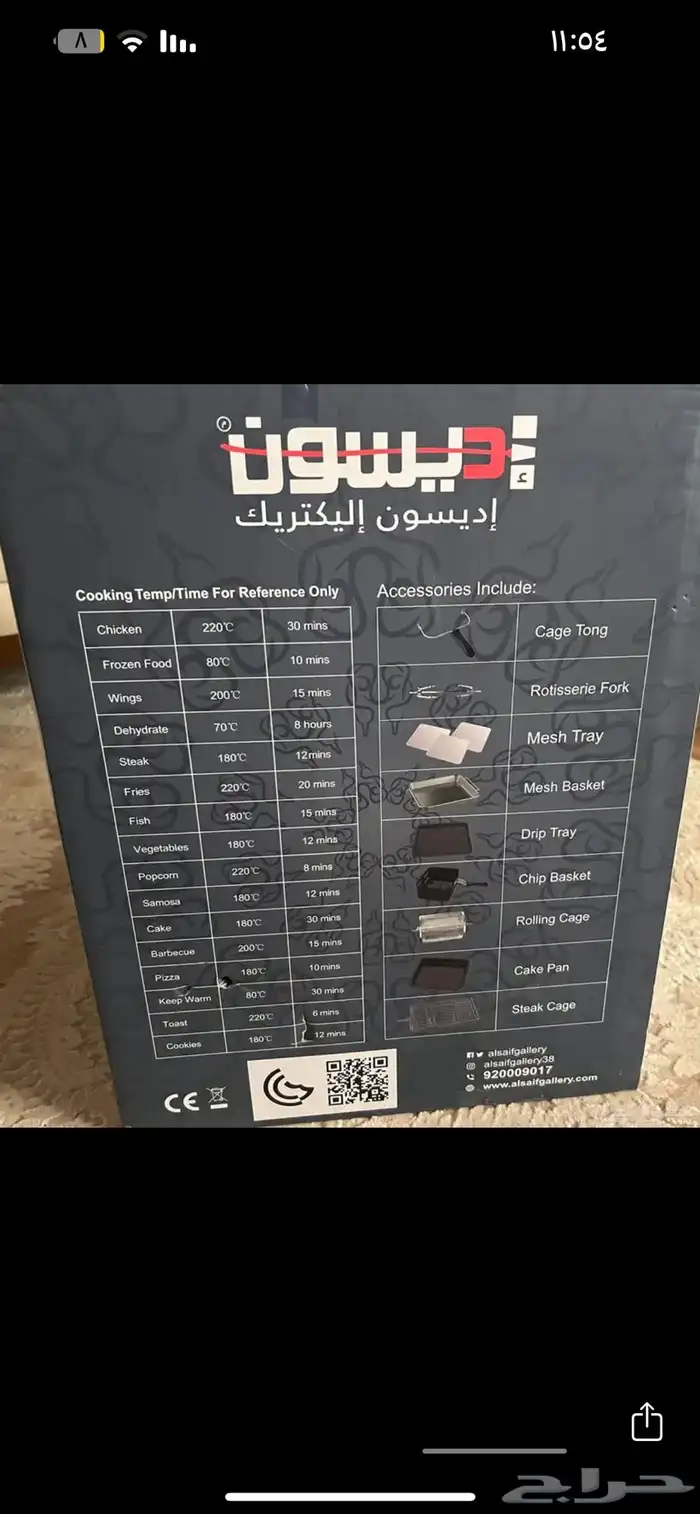 ٨
١١:٥٤
إديسون
إديسون إليكتريك
Cooking Temp/Time For Reference Only
Chicken 220℃ 30 mins
Frozen Food 80℃ 10 mins
Wings 200℃ 15 mins
Dehydrate 70℃ 8 hours
Steak 180℃ 12mins
Fries 220℃ 20 mins
Fish 180℃ 15 mins
Vegetables 180℃ 12 mins
Popcorn 220℃ 8 mins
Samosa 180℃ 12 mins
Cake 180℃ 30 mins
Barbecue 200℃ 15 mins
Pizza 180℃ 10mins
Keep Warm 80℃ 30 mins
Toast 220℃ 6 mins
Cookies 180℃ 12 mins
Accessories Include:
Cage Tong
Rotisserie Fork
Mesh Tray
Mesh Basket
Drip Tray
Chip Basket
Rolling Cage
Cake Pan
Steak Cage
CE
alsaifgallery
alsaifgallery38
920009017
www.alsaifgallery.com
حراج